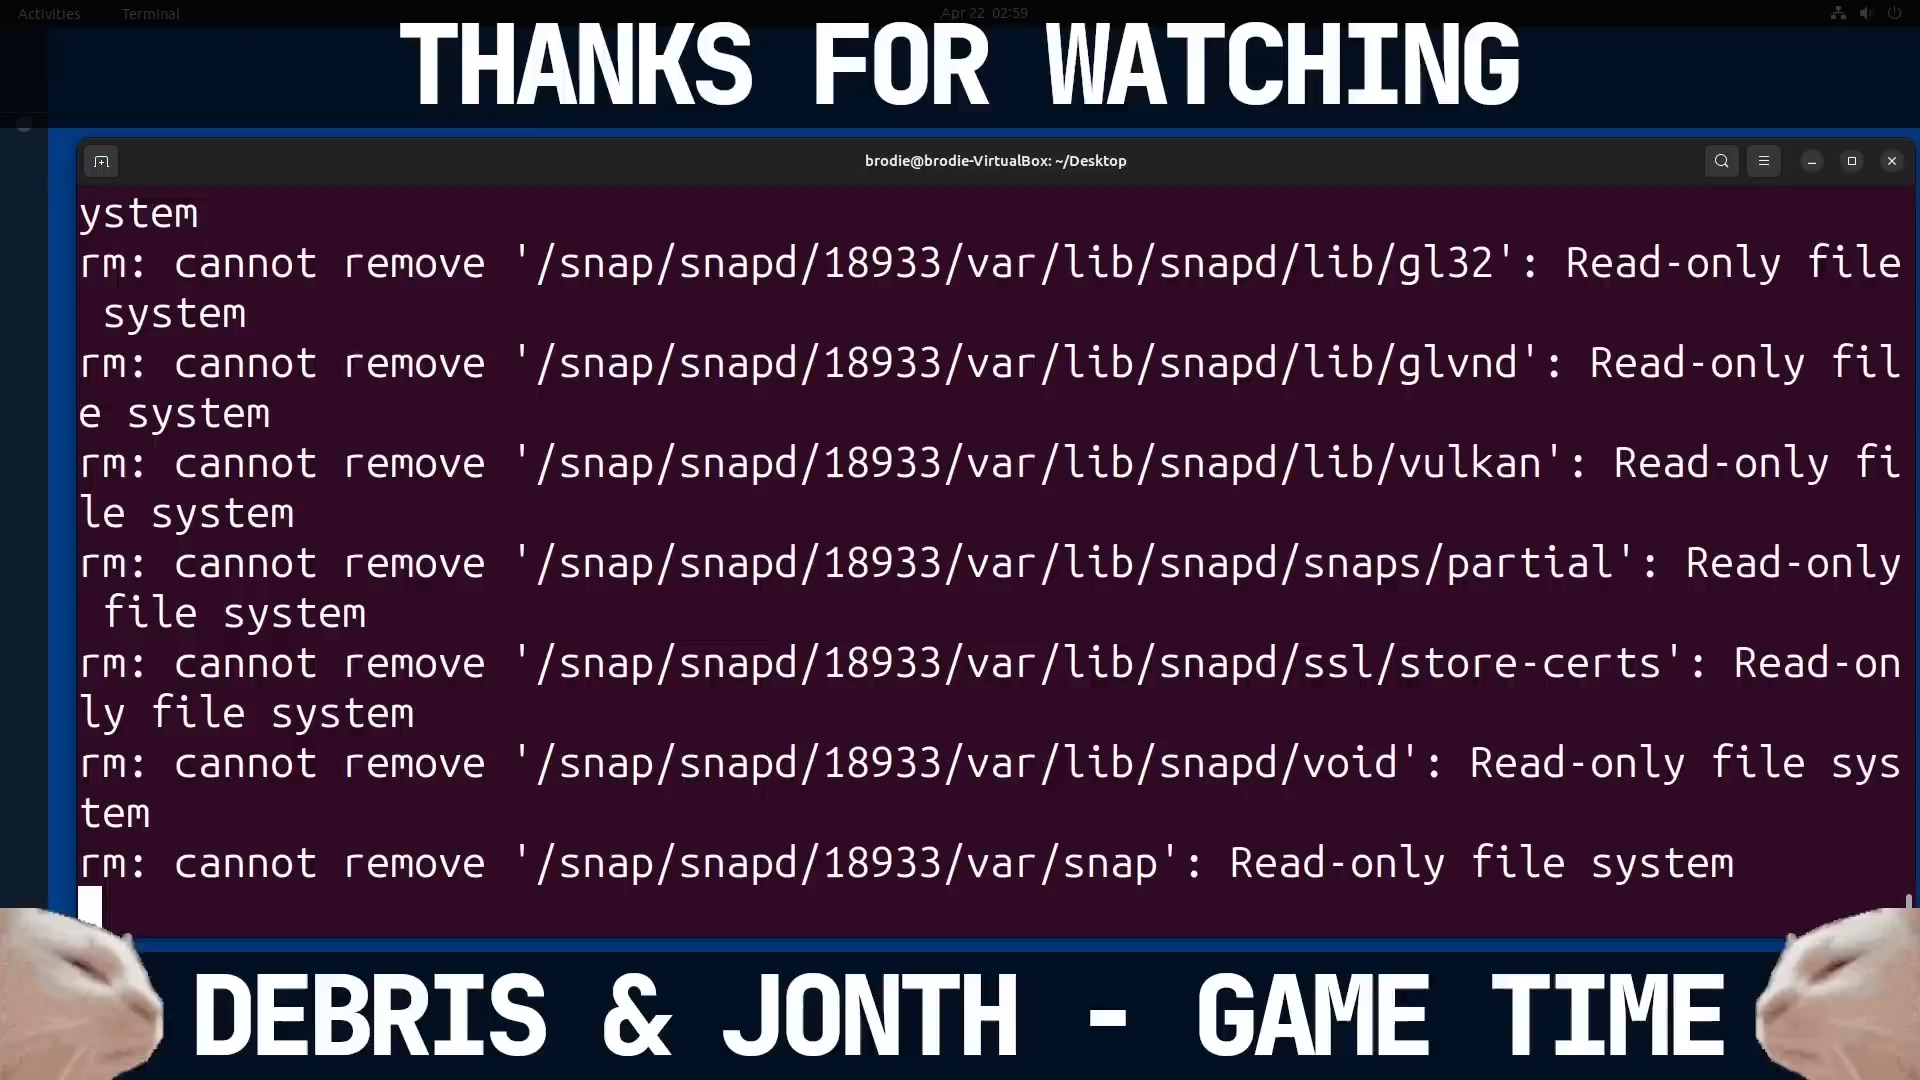 Activities Terminal Apr 22 02:59
THANKS FOR WATCHING
brodie@brodie-VirtualBox: ~/Desktop
ystem
rm: cannot remove '/snap/snapd/18933/var/lib/snapd/lib/gl32': Read-only file
 system
rm: cannot remove '/snap/snapd/18933/var/lib/snapd/lib/glvnd': Read-only fil
e system
rm: cannot remove '/snap/snapd/18933/var/lib/snapd/lib/vulkan': Read-only fi
le system
rm: cannot remove '/snap/snapd/18933/var/lib/snapd/snaps/partial': Read-only
 file system
rm: cannot remove '/snap/snapd/18933/var/lib/snapd/ssl/store-certs': Read-on
ly file system
rm: cannot remove '/snap/snapd/18933/var/lib/snapd/void': Read-only file sys
tem
rm: cannot remove '/snap/snapd/18933/var/snap': Read-only file system
DEBRIS & JONTH - GAME TIME